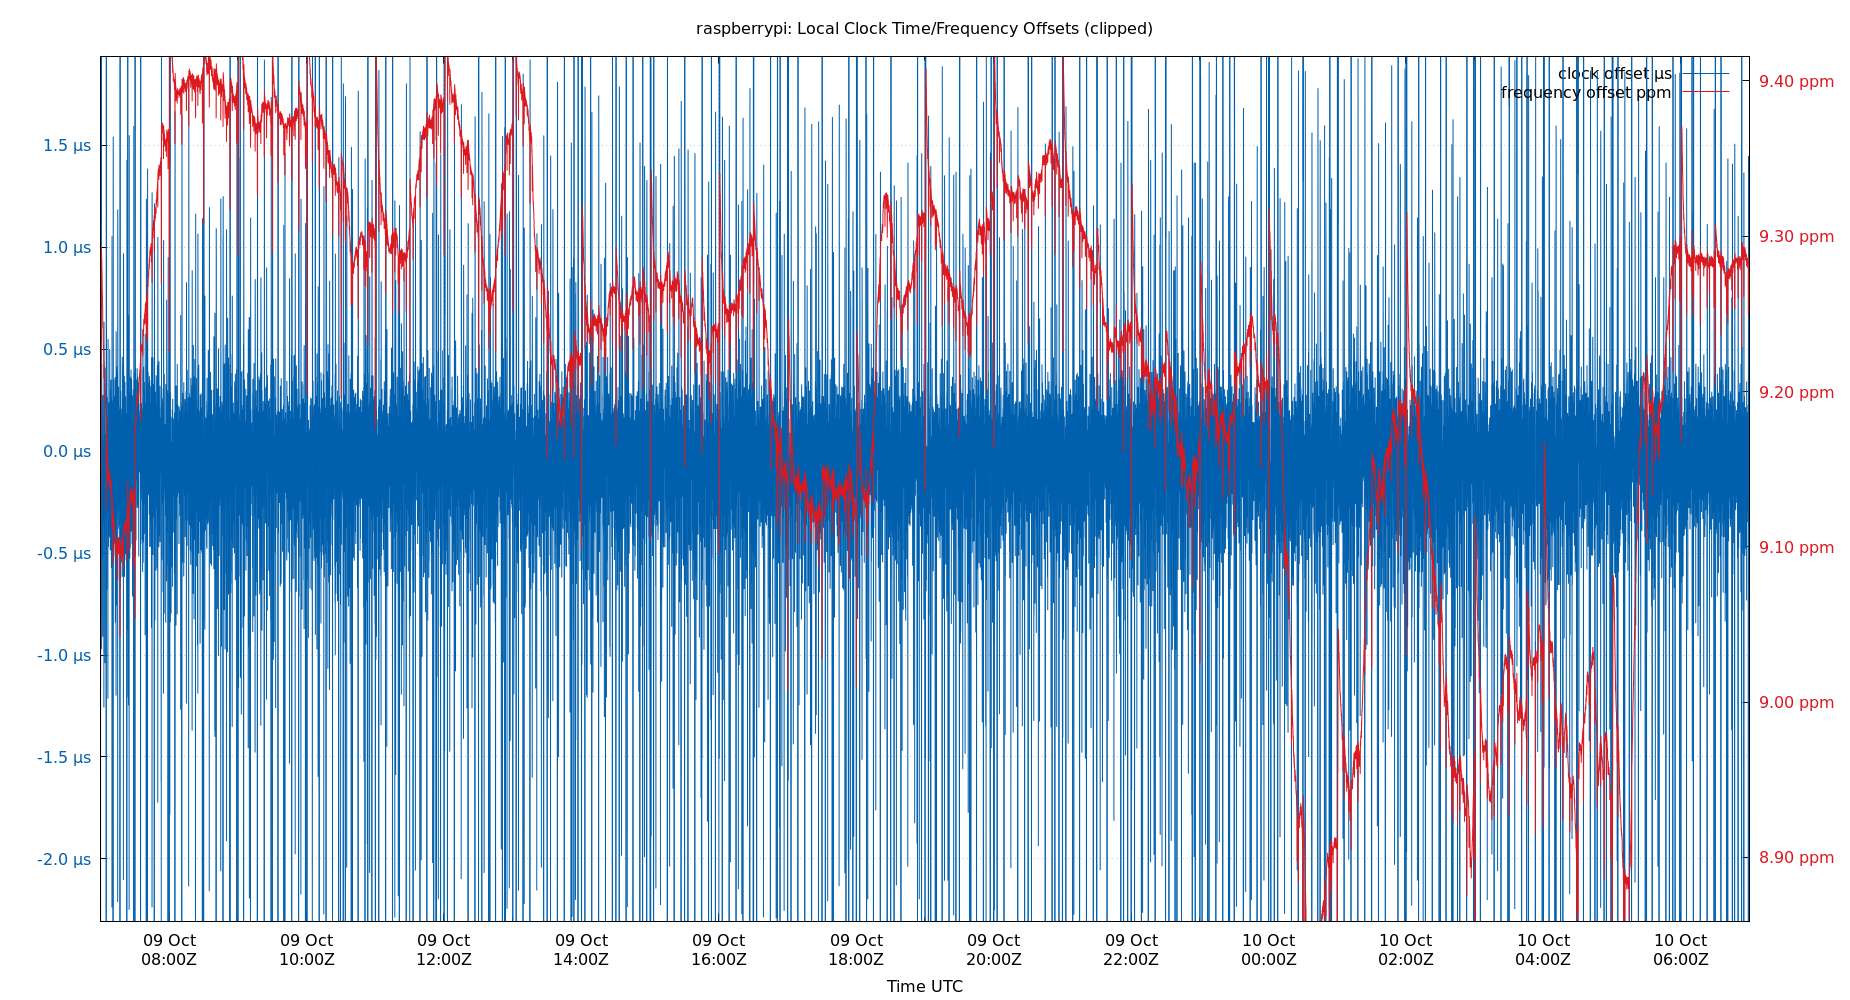 raspberrypi: Local Clock Time/Frequency Offsets (clipped)
clock offset µs
frequency offset ppm
1.5 µs
1.0 µs
0.5 µs
0.0 µs
-0.5 µs
-1.0 µs
-1.5 µs
-2.0 µs
9.40 ppm
9.30 ppm
9.20 ppm
9.10 ppm
9.00 ppm
8.90 ppm
09 Oct 09 Oct 09 Oct 09 Oct 09 Oct 09 Oct 09 Oct 09 Oct 10 Oct 10 Oct 10 Oct 10 Oct
08:00Z 10:00Z 12:00Z 14:00Z 16:00Z 18:00Z 20:00Z 22:00Z 00:00Z 02:00Z 04:00Z 06:00Z
Time UTC